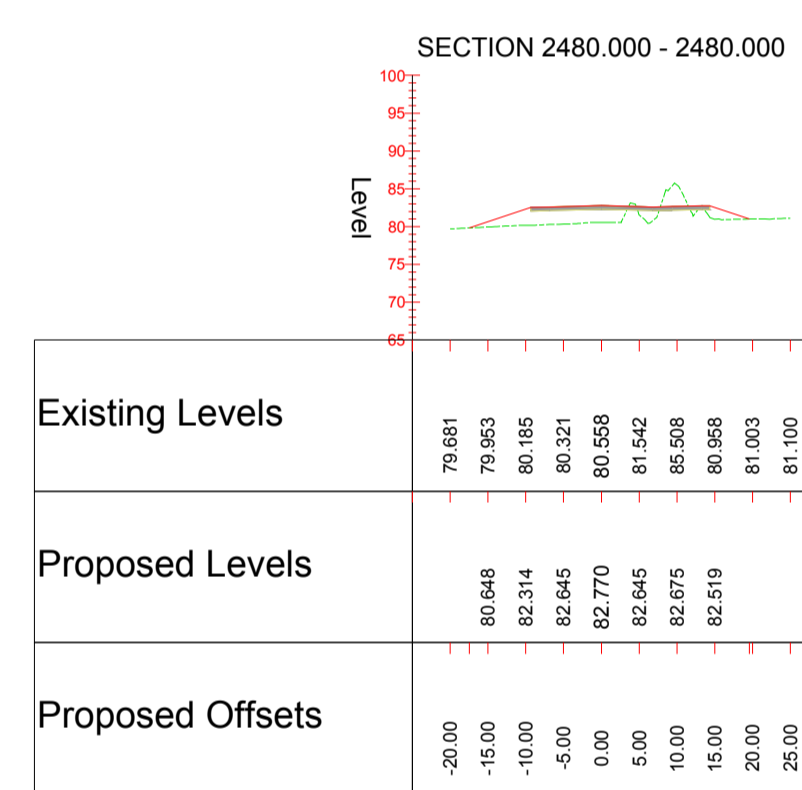 SECTION 2480.000 - 2480.000
100
95
90
85
80
75
70
65
Level
Existing Levels
79.681 79.953 80.185 80.321 80.558 81.542 85.508 80.958 81.003 81.100
Proposed Levels
80.648 82.314 82.645 82.770 82.645 82.675 82.519
Proposed Offsets
-20.00 -15.00 -10.00 -5.00 0.00 5.00 10.00 15.00 20.00 25.00